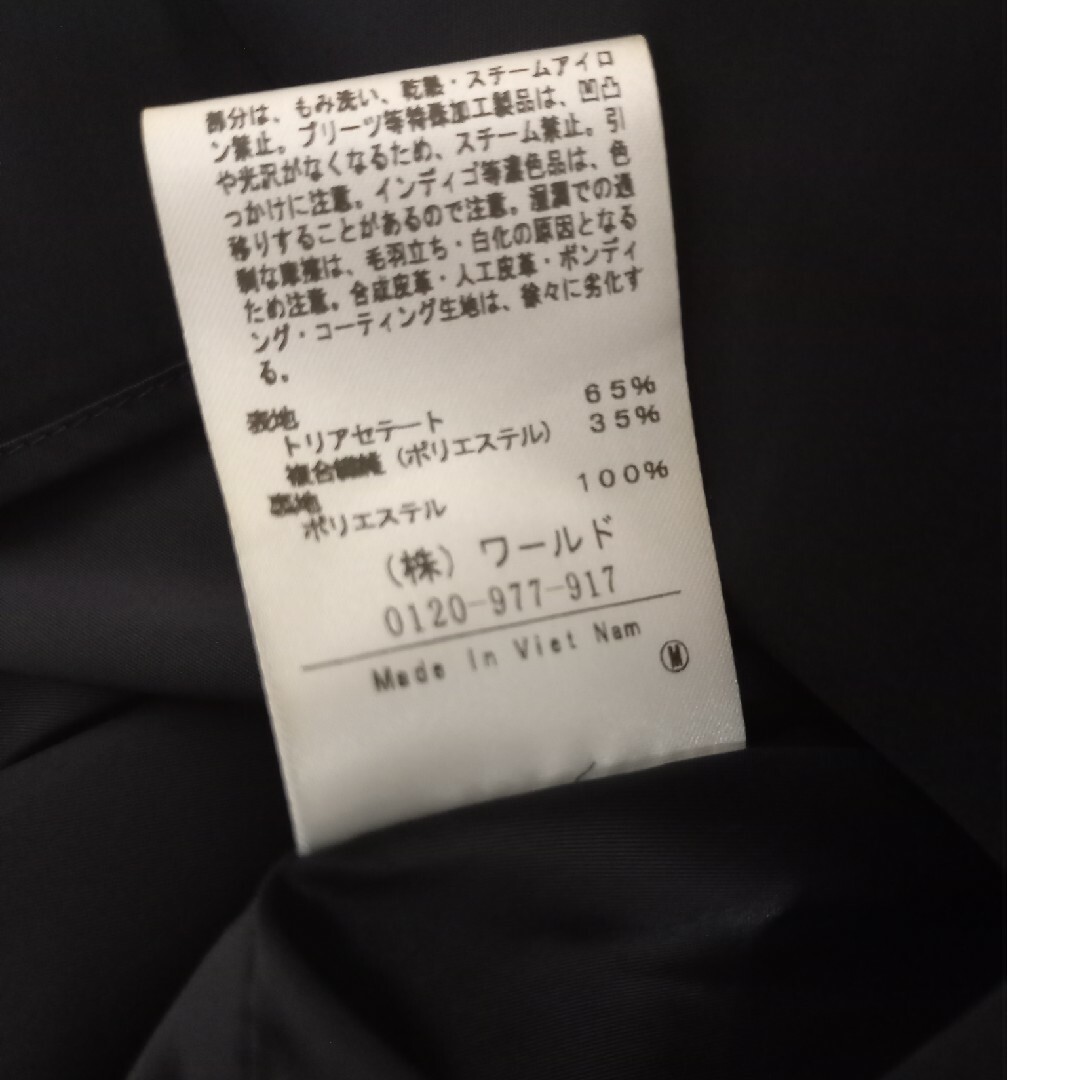 部分は、もみ洗い、乾熱・スチームアイロ
ン禁止。プリーツ等特殊加工製品は、凹凸
や光沢がなくなるため、スチーム禁止。引
っかけに注意。インディゴ等濃色品は、色
移りすることがあるので注意。湿潤での過
剰な摩擦は、毛羽立ち・白化の原因となる
ため注意。合成皮革・人工皮革・ボンディ
ング・コーティング生地は、徐々に劣化す
る。
表地
トリアセテート 65%
複合繊維（ポリエステル） 35%
裏地
ポリエステル 100%
（株）ワールド
0120-977-917
Made In Viet Nam
M